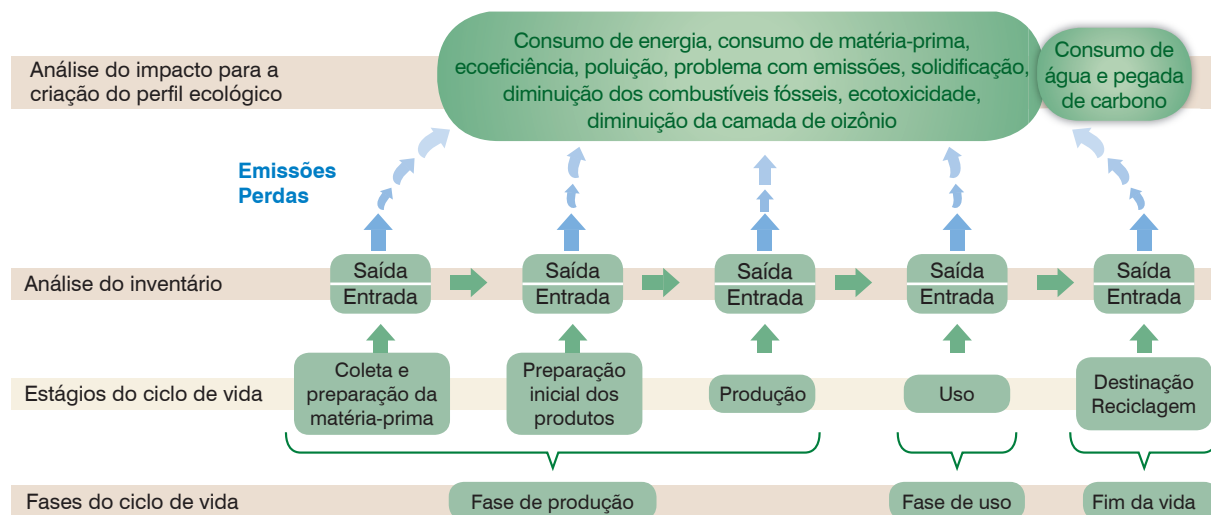 Análise do impacto para a
criação do perfil ecológico
Consumo de energia, consumo de matéria-prima,
ecoeficiência, poluição, problema com emissões, solidificação,
diminuição dos combustíveis fósseis, ecotoxicidade,
diminuição da camada de oizônio
Consumo de
água e pegada
de carbono
Emissões
Perdas
Análise do inventário
Saída
Entrada
Saída
Entrada
Saída
Entrada
Saída
Entrada
Saída
Entrada
Estágios do ciclo de vida
Coleta e
preparação da
matéria-prima
Preparação
inicial dos
produtos
Produção
Uso
Destinação
Reciclagem
Fases do ciclo de vida
Fase de produção
Fase de uso
Fim da vida